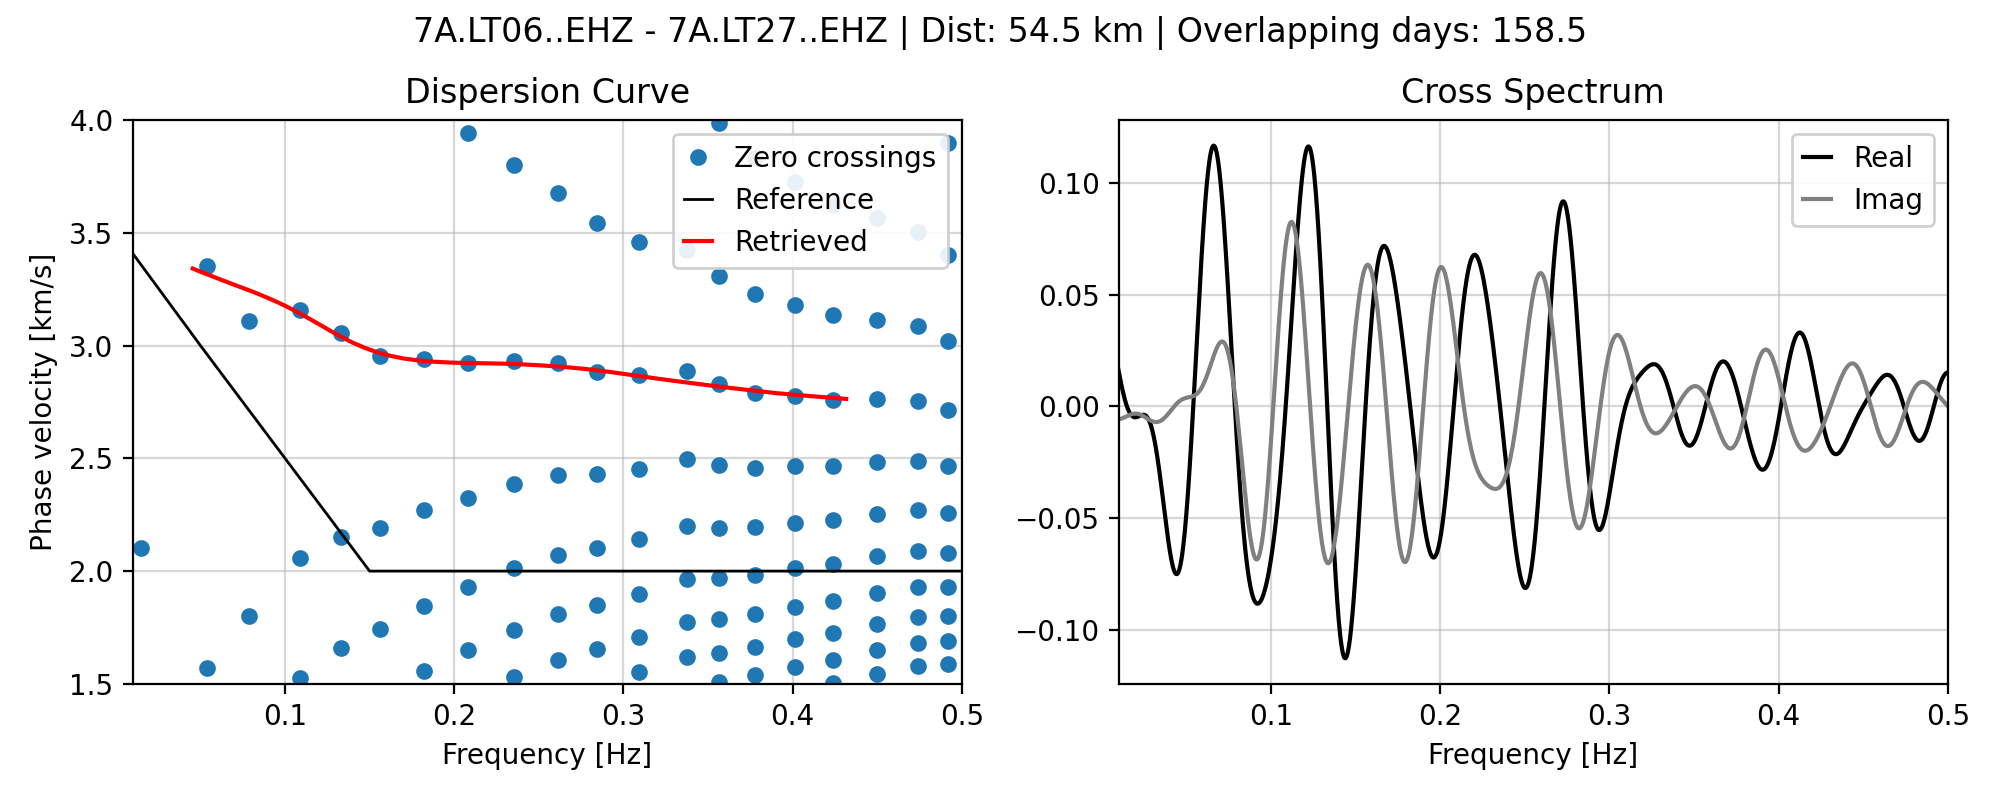 7A.LT06..EHZ - 7A.LT27..EHZ | Dist: 54.5 km | Overlapping days: 158.5
Dispersion Curve
Zero crossings
Reference
Retrieved
4.0
3.5
3.0
2.5
2.0
1.5
Phase velocity [km/s]
0.1 0.2 0.3 0.4 0.5
Frequency [Hz]
Cross Spectrum
Real
Imag
0.10
0.05
0.00
−0.05
−0.10
0.1 0.2 0.3 0.4 0.5
Frequency [Hz]